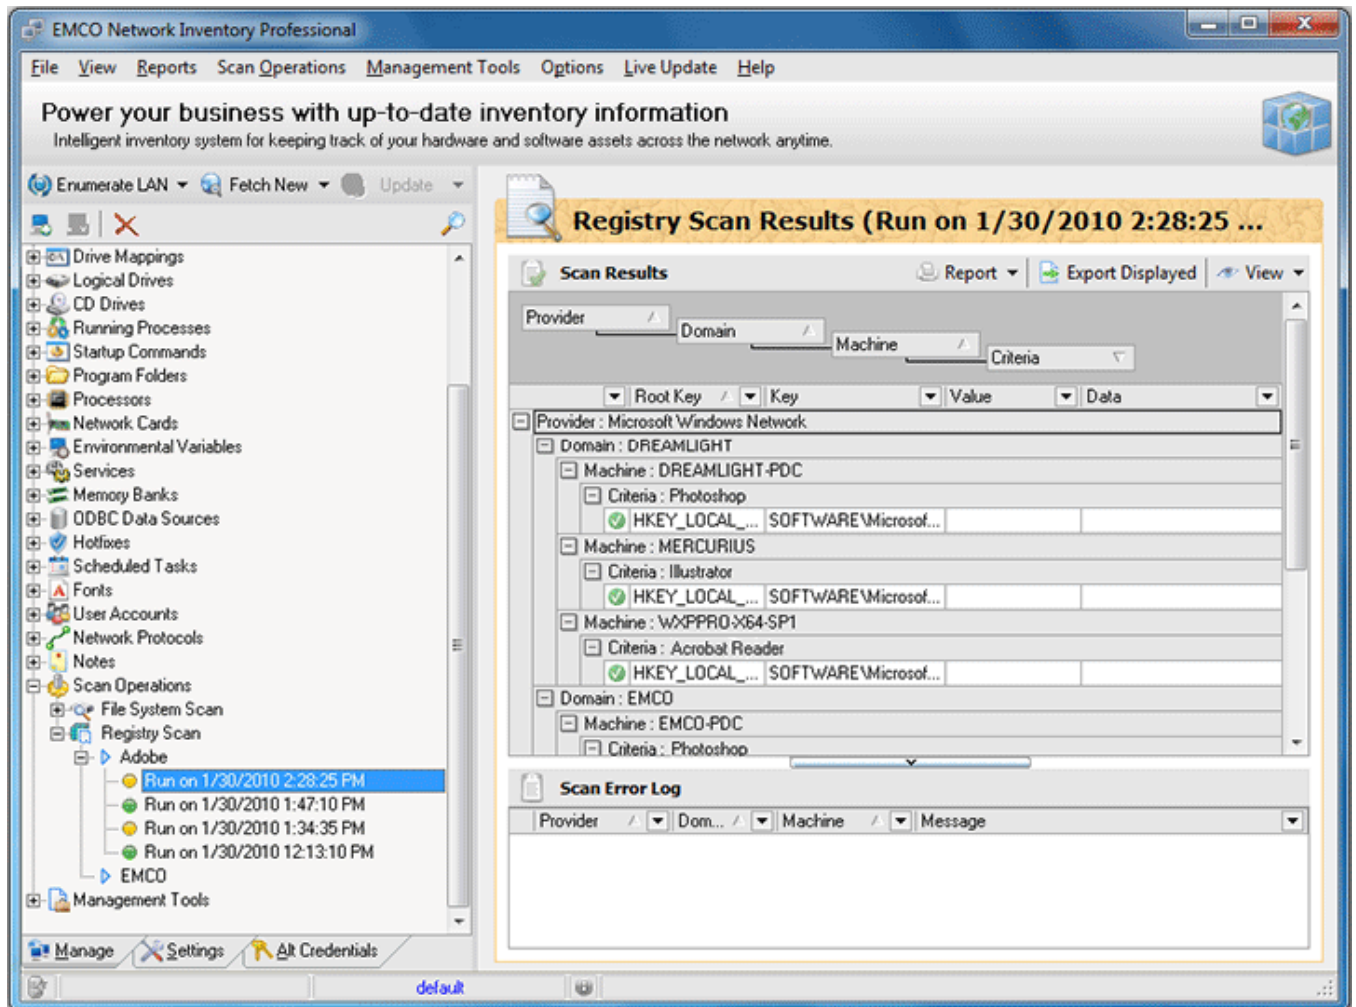 EMCO Network Inventory Professional
File View Reports Scan Operations Management Tools Options Live Update Help
Power your business with up-to-date inventory information
Intelligent inventory system for keeping track of your hardware and software assets across the network anytime.
Enumerate LAN Fetch New Update
Drive Mappings
Logical Drives
CD Drives
Running Processes
Startup Commands
Program Folders
Processors
Network Cards
Environmental Variables
Services
Memory Banks
ODBC Data Sources
Hotfixes
Scheduled Tasks
Fonts
User Accounts
Network Protocols
Notes
Scan Operations
File System Scan
Registry Scan
Adobe
Run on 1/30/2010 2:28:25 PM
Run on 1/30/2010 1:47:10 PM
Run on 1/30/2010 1:34:35 PM
Run on 1/30/2010 12:13:10 PM
EMCO
Management Tools
Manage Settings Alt Credentials
default
Registry Scan Results (Run on 1/30/2010 2:28:25 ...
Scan Results Report Export Displayed View
Provider
Domain
Machine
Criteria
Root Key Key Value Data
Provider : Microsoft Windows Network
Domain : DREAMLIGHT
Machine : DREAMLIGHT-PDC
Criteria : Photoshop
HKEY_LOCAL_... SOFTWARE\Microsof...
Machine : MERCURIUS
Criteria : Illustrator
HKEY_LOCAL_... SOFTWARE\Microsof...
Machine : WXPPRO-X64-SP1
Criteria : Acrobat Reader
HKEY_LOCAL_... SOFTWARE\Microsof...
Domain : EMCO
Machine : EMCO-PDC
Criteria : Photoshop
Scan Error Log
Provider Dom... Machine Message